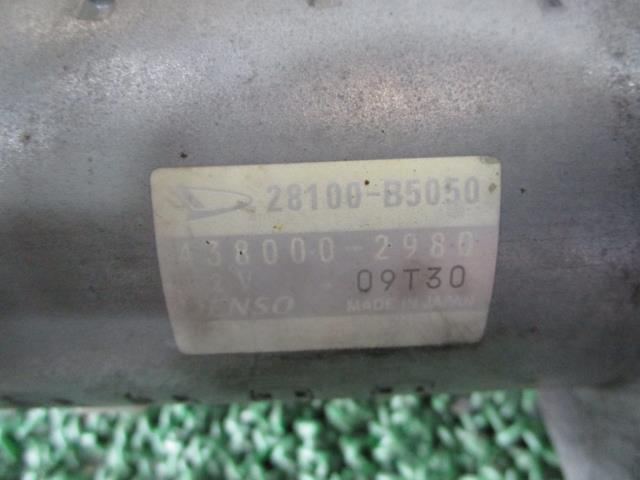 28100-B5050
438000-2980
12V 09T30
DENSO MADE IN JAPAN